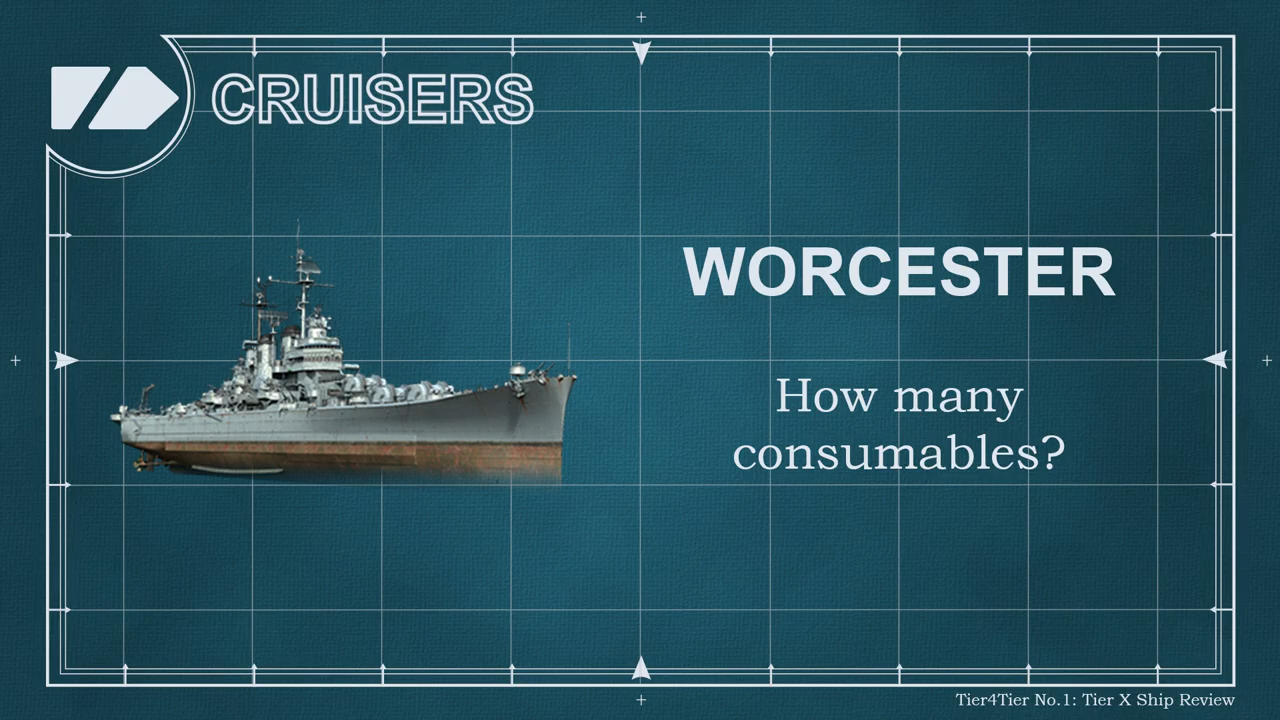 CRUISERS
WORCESTER
How many
consumables?
Tier4Tier No.1: Tier X Ship Review